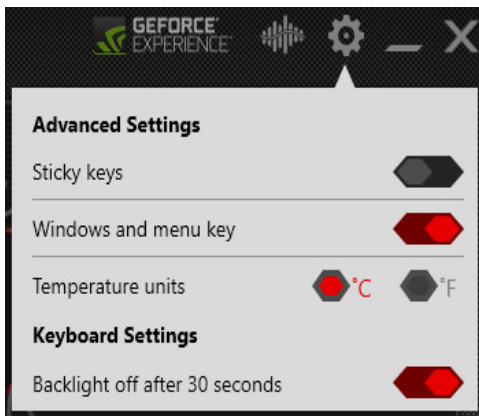 GEFORCE
EXPERIENCE
Advanced Settings
Sticky keys
Windows and menu key
Temperature units °C °F
Keyboard Settings
Backlight off after 30 seconds